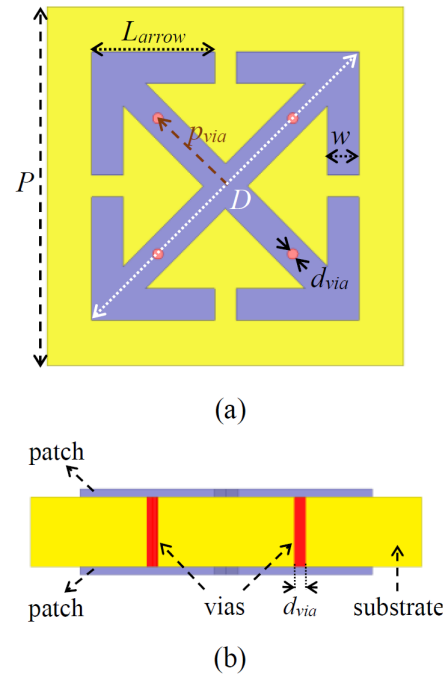 L_arrow
p_via
w
P
D
d_via
(a)
patch
patch
vias
d_via
substrate
(b)